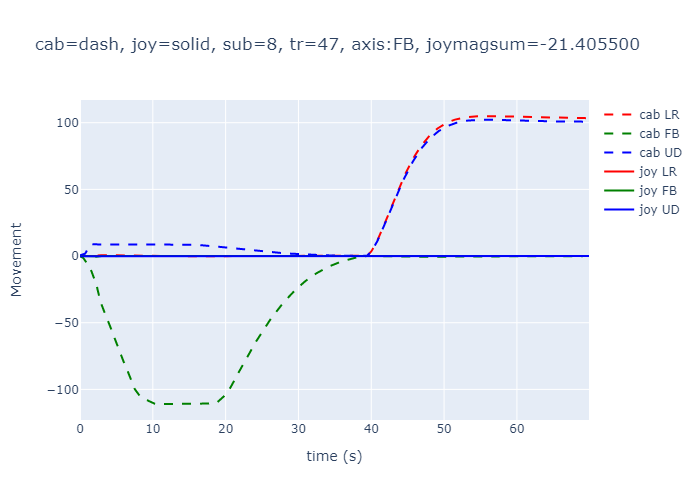 cab=dash, joy=solid, sub=8, tr=47, axis:FB, joymagsum=-21.405500
100
50
0
−50
−100
0 10 20 30 40 50 60
Movement
time (s)
cab LR
cab FB
cab UD
joy LR
joy FB
joy UD